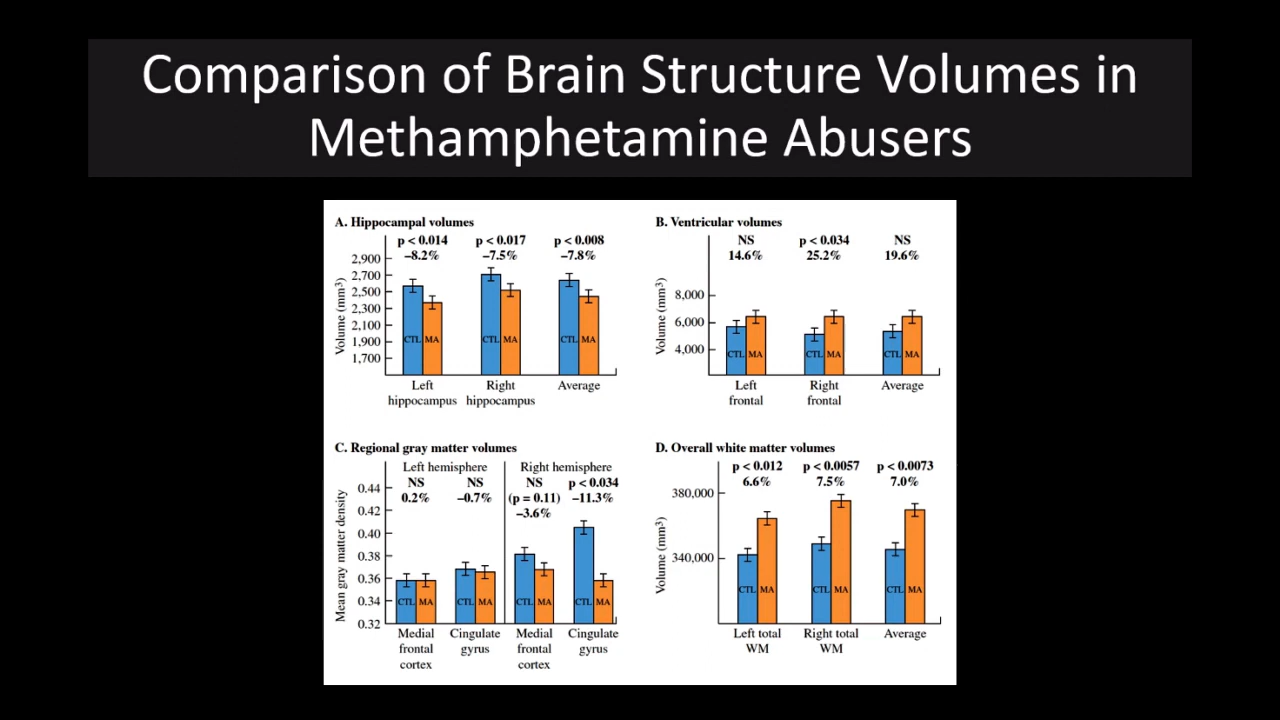 Comparison of Brain Structure Volumes in
Methamphetamine Abusers
A. Hippocampal volumes
p < 0.014 p < 0.017 p < 0.008
–8.2% –7.5% –7.8%
Volume (mm³)
2,900
2,700
2,500
2,300
2,100
1,900
1,700
CTL MA CTL MA CTL MA
Left Right Average
hippocampus hippocampus
B. Ventricular volumes
NS p < 0.034 NS
14.6% 25.2% 19.6%
Volume (mm³)
8,000
6,000
4,000
CTL MA CTL MA CTL MA
Left Right Average
frontal frontal
C. Regional gray matter volumes
Left hemisphere Right hemisphere
NS NS NS p < 0.034
0.2% –0.7% (p = 0.11) –11.3%
–3.6%
Mean gray matter density
0.44
0.42
0.40
0.38
0.36
0.34
0.32
CTL MA CTL MA CTL MA CTL MA
Medial Cingulate Medial Cingulate
frontal gyrus frontal gyrus
cortex cortex
D. Overall white matter volumes
p < 0.012 p < 0.0057 p < 0.0073
6.6% 7.5% 7.0%
Volume (mm³)
380,000
340,000
CTL MA CTL MA CTL MA
Left total Right total Average
WM WM